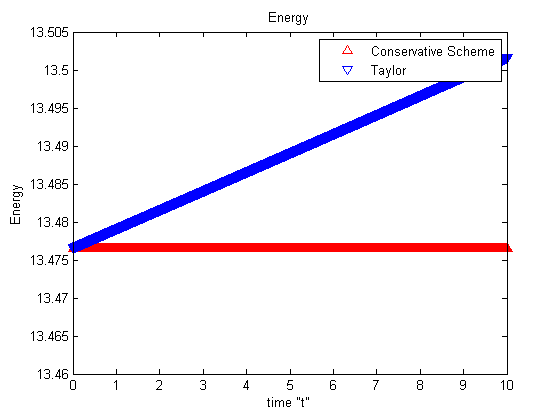 Energy
13.505
13.5
13.495
13.49
13.485
13.48
13.475
13.47
13.465
13.46
Energy
Conservative Scheme
Taylor
0 1 2 3 4 5 6 7 8 9 10
time "t"